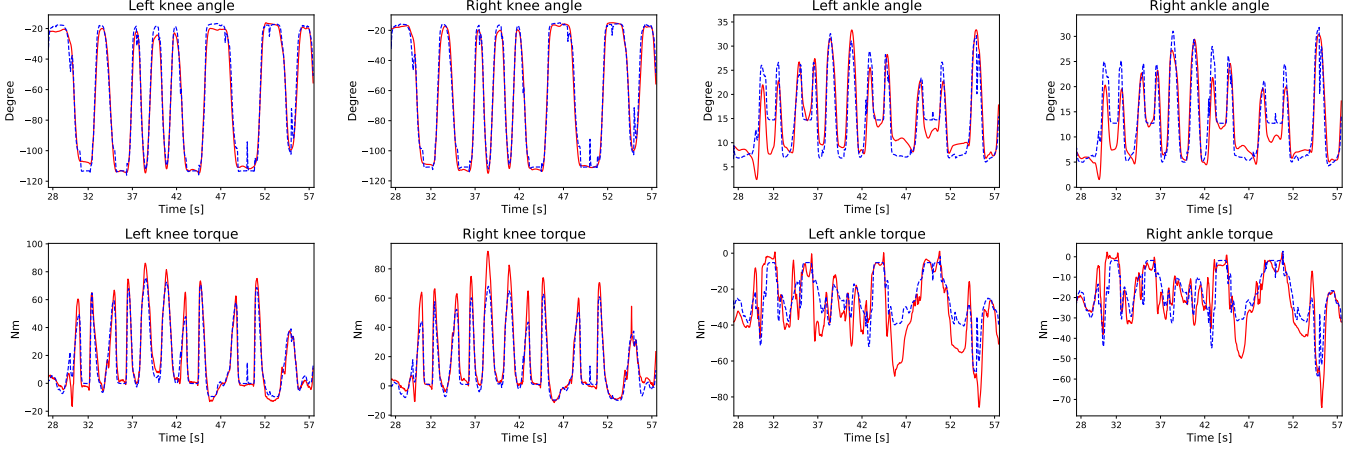 Left knee angle
Degree
−20
−40
−60
−80
−100
−120
28 32 37 42 47 52 57
Time [s]
Right knee angle
Degree
−20
−40
−60
−80
−100
−120
28 32 37 42 47 52 57
Time [s]
Left ankle angle
Degree
35
30
25
20
15
10
5
28 32 37 42 47 52 57
Time [s]
Right ankle angle
Degree
30
25
20
15
10
5
0
28 32 37 42 47 52 57
Time [s]
Left knee torque
Nm
100
80
60
40
20
0
−20
28 32 37 42 47 52 57
Time [s]
Right knee torque
Nm
80
60
40
20
0
−20
28 32 37 42 47 52 57
Time [s]
Left ankle torque
Nm
0
−20
−40
−60
−80
28 32 37 42 47 52 57
Time [s]
Right ankle torque
Nm
0
−10
−20
−30
−40
−50
−60
−70
28 32 37 42 47 52 57
Time [s]